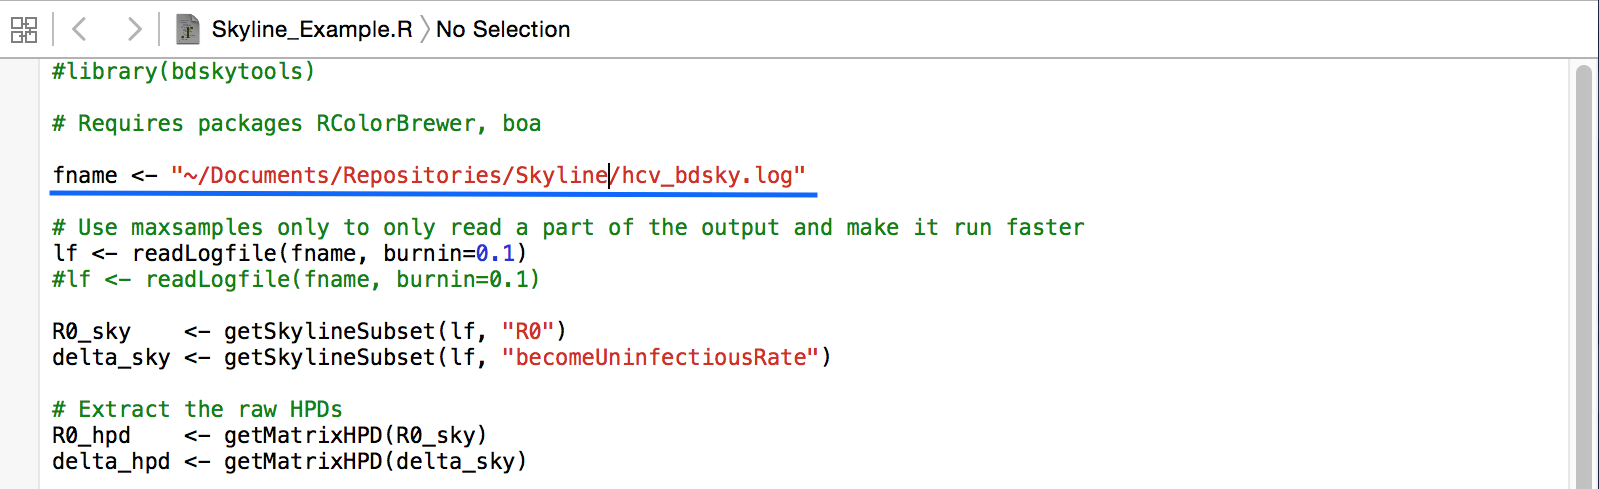 Skyline_Example.R 〉 No Selection
#library(bdskytools)
# Requires packages RColorBrewer, boa
fname <- "~/Documents/Repositories/Skyline/hcv_bdsky.log"
# Use maxsamples only to only read a part of the output and make it run faster
lf <- readLogfile(fname, burnin=0.1)
#lf <- readLogfile(fname, burnin=0.1)
R0_sky    <- getSkylineSubset(lf, "R0")
delta_sky <- getSkylineSubset(lf, "becomeUninfectiousRate")
# Extract the raw HPDs
R0_hpd    <- getMatrixHPD(R0_sky)
delta_hpd <- getMatrixHPD(delta_sky)